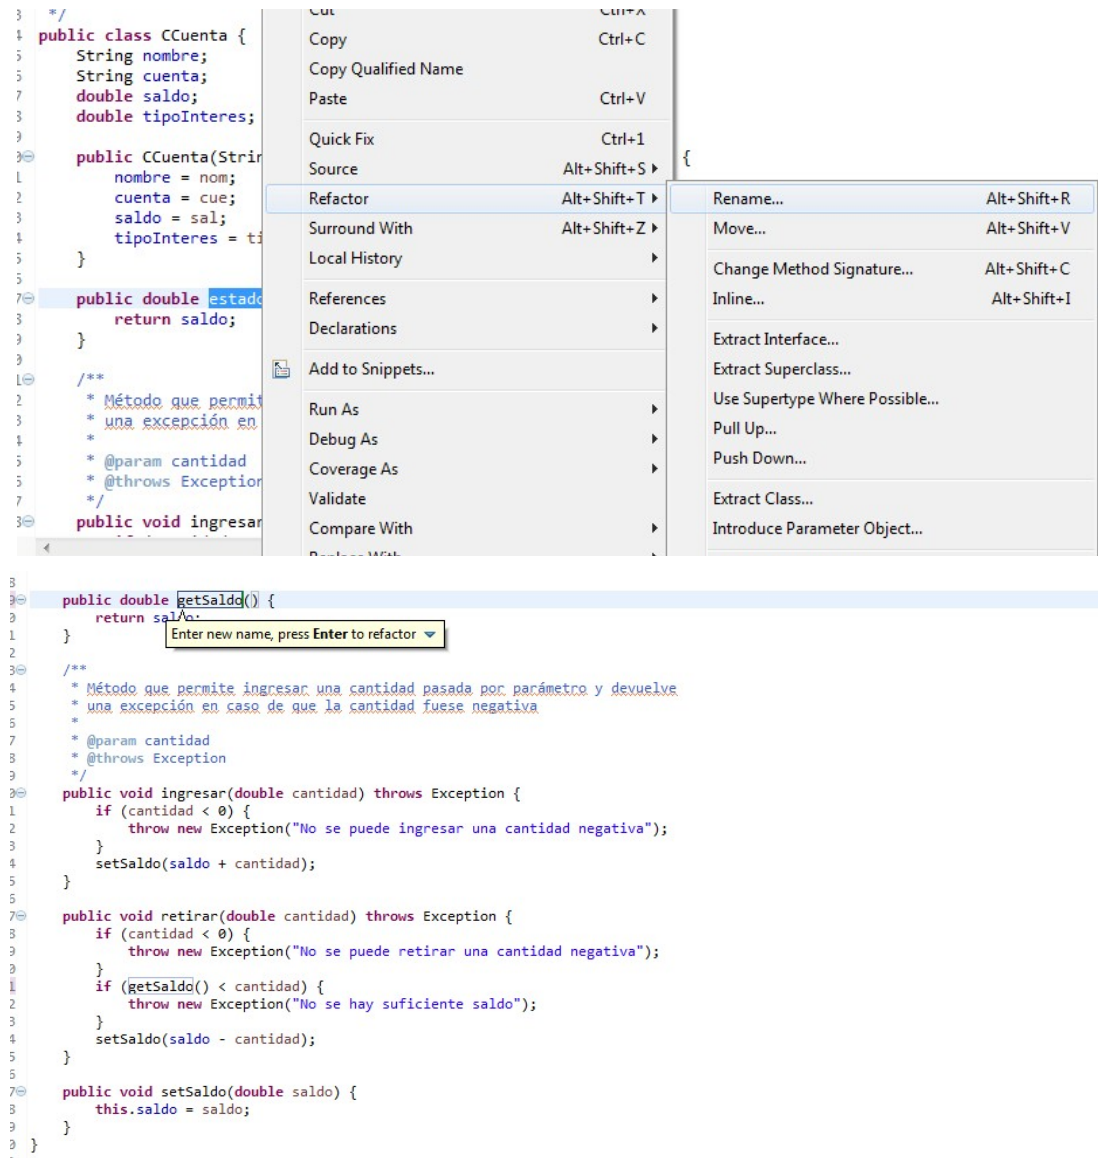 */
public class CCuenta {
String nombre;
String cuenta;
double saldo;
double tipoInteres;
public CCuenta(Strin
nombre = nom;
cuenta = cue;
saldo = sal;
tipoInteres = ti
}
public double estado
return saldo;
}
/**
* Método que permit
* una excepción en
*
* @param cantidad
* @throws Exception
*/
public void ingresar
Cut Ctrl+X
Copy Ctrl+C
Copy Qualified Name
Paste Ctrl+V
Quick Fix Ctrl+1
Source Alt+Shift+S
Refactor Alt+Shift+T
Surround With Alt+Shift+Z
Local History
References
Declarations
Add to Snippets...
Run As
Debug As
Coverage As
Validate
Compare With
Replace With
{
Rename... Alt+Shift+R
Move... Alt+Shift+V
Change Method Signature... Alt+Shift+C
Inline... Alt+Shift+I
Extract Interface...
Extract Superclass...
Use Supertype Where Possible...
Pull Up...
Push Down...
Extract Class...
Introduce Parameter Object...
public double getSaldo() {
return saldo;
Enter new name, press Enter to refactor
}
/**
* Método que permite ingresar una cantidad pasada por parámetro y devuelve
* una excepción en caso de que la cantidad fuese negativa
*
* @param cantidad
* @throws Exception
*/
public void ingresar(double cantidad) throws Exception {
if (cantidad < 0) {
throw new Exception("No se puede ingresar una cantidad negativa");
}
setSaldo(saldo + cantidad);
}
public void retirar(double cantidad) throws Exception {
if (cantidad < 0) {
throw new Exception("No se puede retirar una cantidad negativa");
}
if (getSaldo() < cantidad) {
throw new Exception("No se hay suficiente saldo");
}
setSaldo(saldo - cantidad);
}
public void setSaldo(double saldo) {
this.saldo = saldo;
}
}